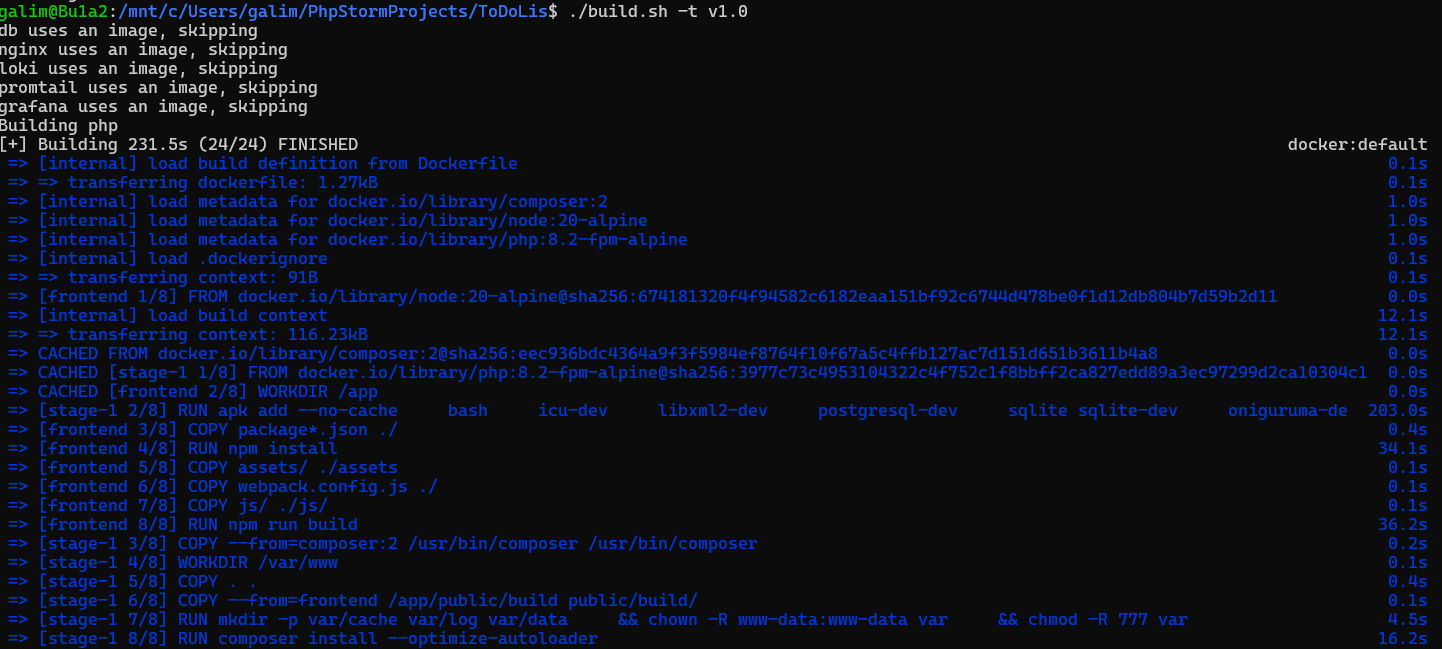 galim@Bu1a2:/mnt/c/Users/galim/PhpStormProjects/ToDoLis$ ./build.sh -t v1.0
db uses an image, skipping
nginx uses an image, skipping
loki uses an image, skipping
promtail uses an image, skipping
grafana uses an image, skipping
Building php
[+] Building 231.5s (24/24) FINISHED docker:default
=> [internal] load build definition from Dockerfile 0.1s
=> => transferring dockerfile: 1.27kB 0.1s
=> [internal] load metadata for docker.io/library/composer:2 1.0s
=> [internal] load metadata for docker.io/library/node:20-alpine 1.0s
=> [internal] load metadata for docker.io/library/php:8.2-fpm-alpine 1.0s
=> [internal] load .dockerignore 0.1s
=> => transferring context: 91B 0.1s
=> [frontend 1/8] FROM docker.io/library/node:20-alpine@sha256:674181320f4f94582c6182eaa151bf92c6744d478be0f1d12db804b7d59b2d11 0.0s
=> [internal] load build context 12.1s
=> => transferring context: 116.23kB 12.1s
=> CACHED FROM docker.io/library/composer:2@sha256:eec936bdc4364a9f3f5984ef8764f10f67a5c4ffb127ac7d151d651b3611b4a8 0.0s
=> CACHED [stage-1 1/8] FROM docker.io/library/php:8.2-fpm-alpine@sha256:3977c73c4953104322c4f752c1f8bbff2ca827edd89a3ec97299d2ca10304c1 0.0s
=> CACHED [frontend 2/8] WORKDIR /app 0.0s
=> [stage-1 2/8] RUN apk add --no-cache bash icu-dev libxml2-dev postgresql-dev sqlite sqlite-dev oniguruma-de 203.0s
=> [frontend 3/8] COPY package*.json ./ 0.4s
=> [frontend 4/8] RUN npm install 34.1s
=> [frontend 5/8] COPY assets/ ./assets 0.1s
=> [frontend 6/8] COPY webpack.config.js ./ 0.1s
=> [frontend 7/8] COPY js/ ./js/ 0.1s
=> [frontend 8/8] RUN npm run build 36.2s
=> [stage-1 3/8] COPY --from=composer:2 /usr/bin/composer /usr/bin/composer 0.2s
=> [stage-1 4/8] WORKDIR /var/www 0.1s
=> [stage-1 5/8] COPY . . 0.4s
=> [stage-1 6/8] COPY --from=frontend /app/public/build public/build/ 0.1s
=> [stage-1 7/8] RUN mkdir -p var/cache var/log var/data && chown -R www-data:www-data var && chmod -R 777 var 4.5s
=> [stage-1 8/8] RUN composer install --optimize-autoloader 16.2s